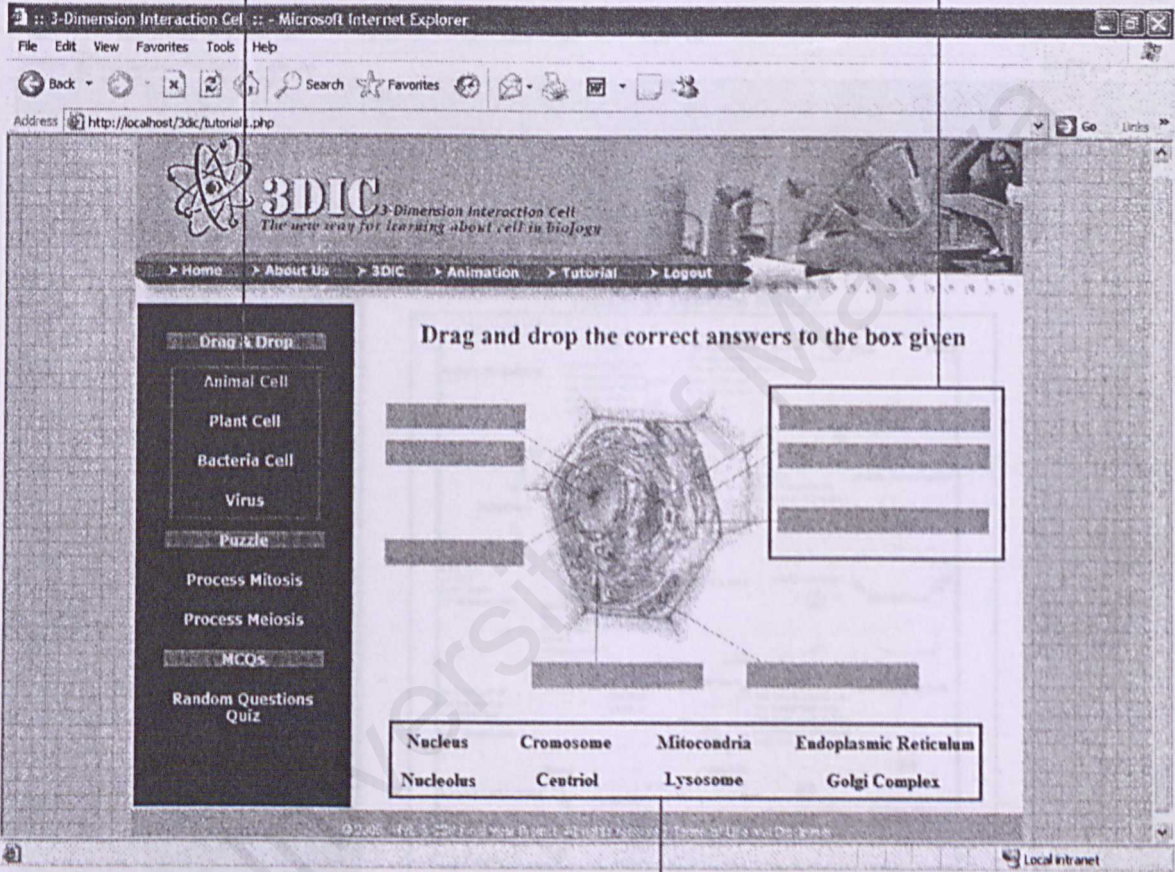 :: 3-Dimension Interaction Cel :: - Microsoft Internet Explorer
File Edit View Favorites Tools Help
Back Search Favorites
Address http://localhost/3dic/tutorial1.php Go Links »
3DIC 3-Dimension Interaction Cell
The new way for learning about cell in biology
Home About Us 3DIC Animation Tutorial Logout
Drag and drop the correct answers to the box given
Drag & Drop
Animal Cell
Plant Cell
Bacteria Cell
Virus
Puzzle
Process Mitosis
Process Meiosis
MCQs
Random Questions
Quiz
Nucleus Cromosome Mitocondria Endoplasmic Reticulum
Nucleolus Centriol Lysosome Golgi Complex
Local intranet